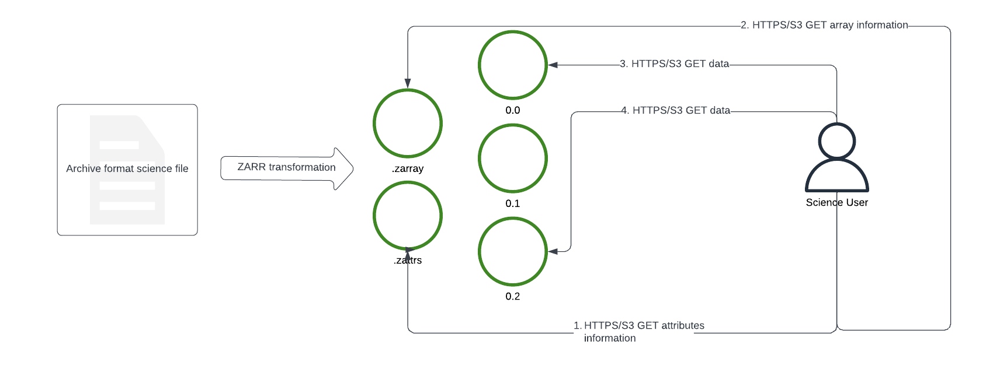 2. HTTPS/S3 GET array information
3. HTTPS/S3 GET data
4. HTTPS/S3 GET data
0.0
Archive format science file
ZARR transformation
.zarray
0.1
Science User
.zattrs
0.2
1. HTTPS/S3 GET attributes
information